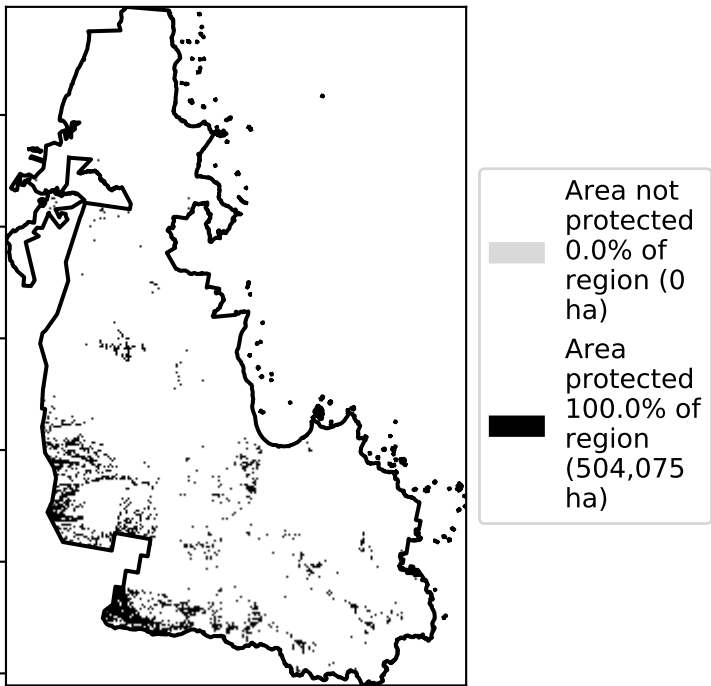 Area not
protected
0.0% of
region (0
ha)
Area
protected
100.0% of
region
(504,075
ha)